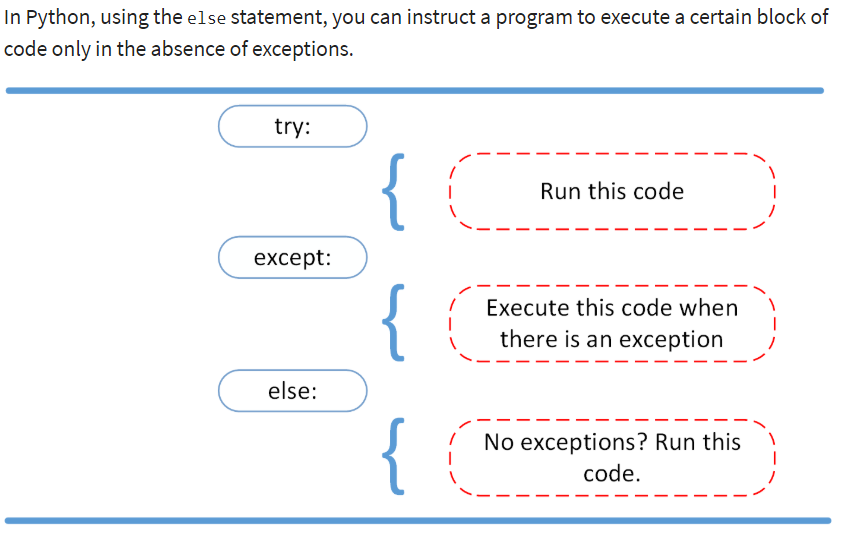 In Python, using the else statement, you can instruct a program to execute a certain block of
code only in the absence of exceptions.
try:
Run this code
except:
Execute this code when
there is an exception
else:
No exceptions? Run this
code.